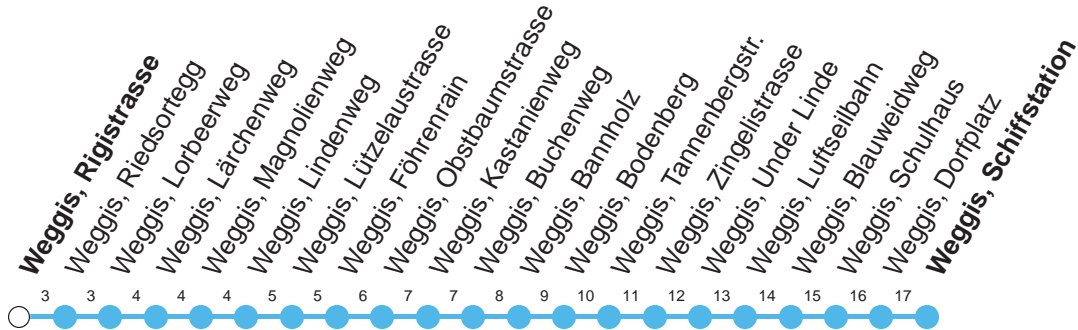 Weggis, Rigistrasse
Weggis, Riedsortegg
Weggis, Lorbeerweg
Weggis, Lärchenweg
Weggis, Magnolienweg
Weggis, Lindenweg
Weggis, Lützelaustrasse
Weggis, Föhrenrain
Weggis, Obstbaumstrasse
Weggis, Kastanienweg
Weggis, Buchenweg
Weggis, Bannholz
Weggis, Bodenberg
Weggis, Tannenbergstr.
Weggis, Zingelistrasse
Weggis, Under Linde
Weggis, Luftseilbahn
Weggis, Blauweidweg
Weggis, Schulhaus
Weggis, Dorfplatz
Weggis, Schiffstation
3 3 4 4 4 5 5 6 7 7 8 9 10 11 12 13 14 15 16 17